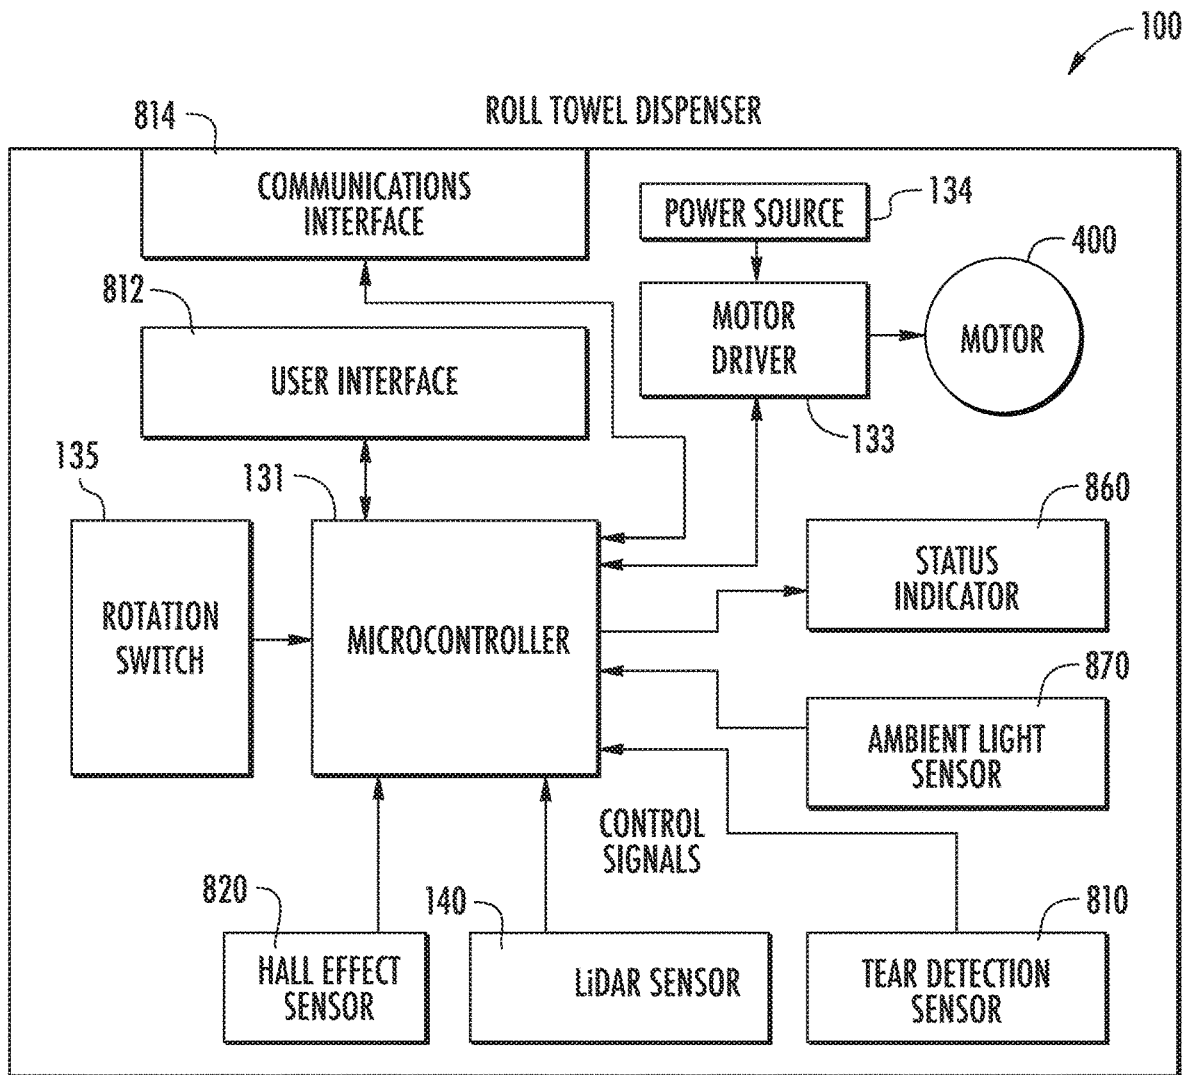 100
ROLL TOWEL DISPENSER
814
COMMUNICATIONS
INTERFACE
POWER SOURCE
134
400
812
MOTOR
DRIVER
MOTOR
USER INTERFACE
133
135
131
860
ROTATION
SWITCH
MICROCONTROLLER
STATUS
INDICATOR
870
AMBIENT LIGHT
SENSOR
CONTROL
SIGNALS
820
140
810
HALL EFFECT
SENSOR
LiDAR SENSOR
TEAR DETECTION
SENSOR